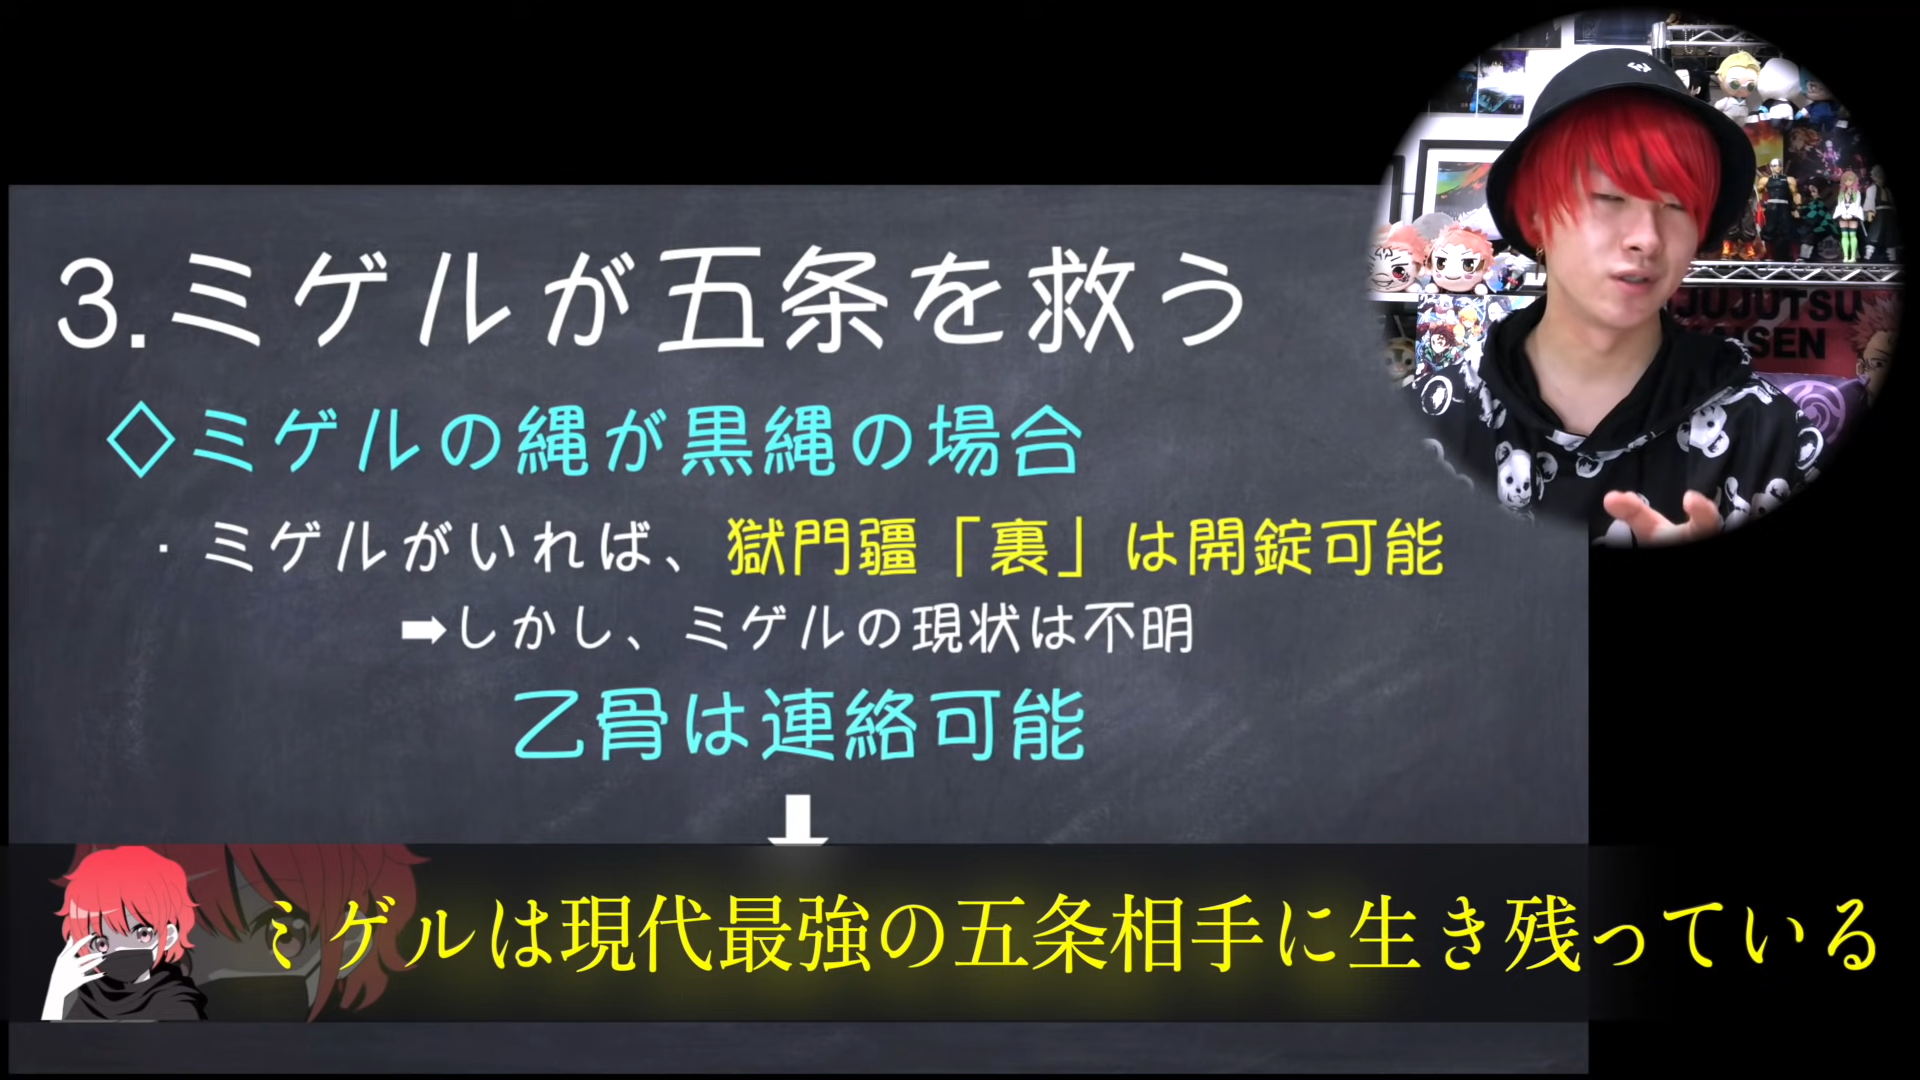 3.ミゲルが五条を救う
◇ミゲルの縄が黒縄の場合
・ミゲルがいれば、獄門疆「裏」は開錠可能
➡しかし、ミゲルの現状は不明
乙骨は連絡可能
⬇
ミゲルは現代最強の五条相手に生き残っている
JUJUTSU
KAISEN